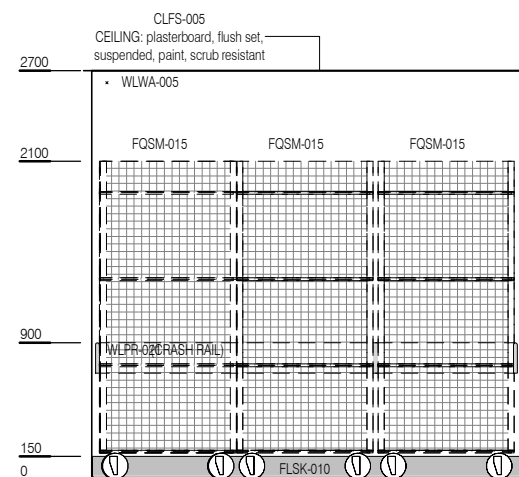 CLFS-005
CEILING: plasterboard, flush set,
suspended, paint, scrub resistant
2700
WLWA-005
FQSM-015 FQSM-015 FQSM-015
2100
900
(CRASH RAIL)
150
FLSK-010
0